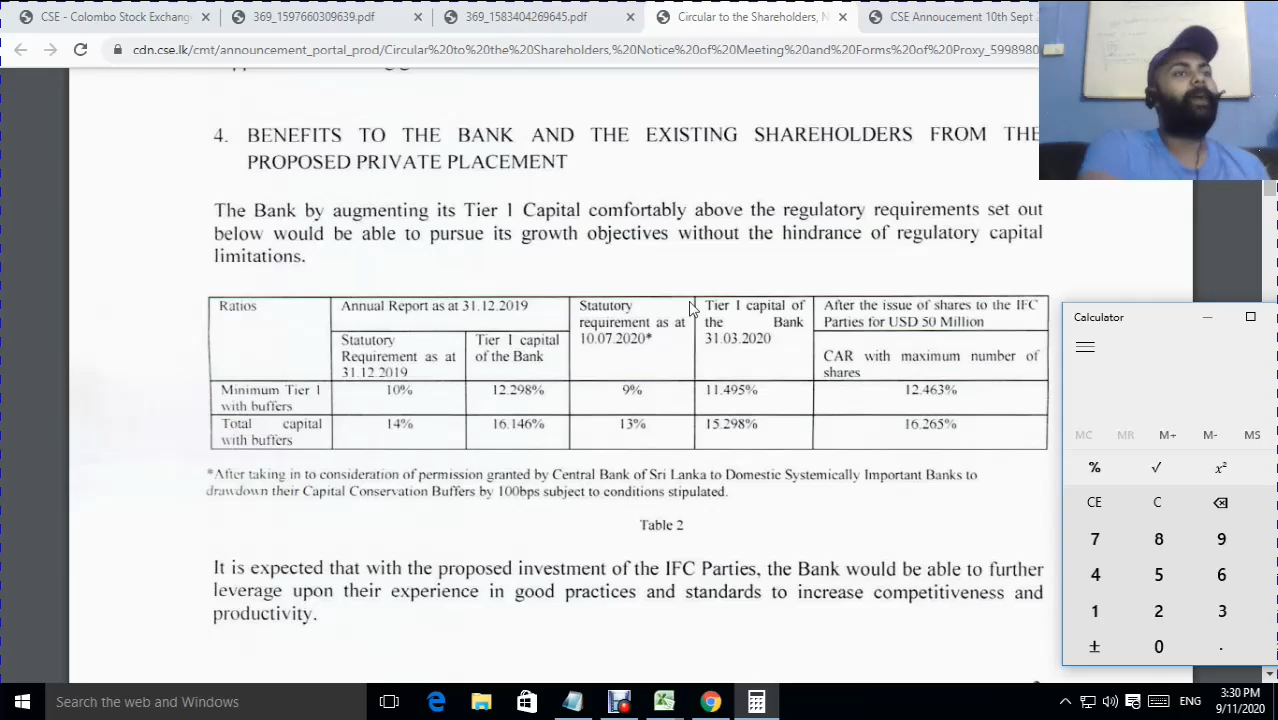 CSE - Colombo Stock Exchang
369_1597660309639.pdf
369_1583404269645.pdf
Circular to the Shareholders, N
CSE Annoucement 10th Sept
cdn.cse.lk/cmt/announcement_portal_prod/Circular%20to%20the%20Shareholders,%20Notice%20of%20Meeting%20and%20Forms%20of%20Proxy_5998980
4. BENEFITS TO THE BANK AND THE EXISTING SHAREHOLDERS FROM THE
PROPOSED PRIVATE PLACEMENT
The Bank by augmenting its Tier 1 Capital comfortably above the regulatory requirements set out
below would be able to pursue its growth objectives without the hindrance of regulatory capital
limitations.
Ratios
Annual Report as at 31.12.2019
Statutory
requirement as at
10.07.2020*
Tier 1 capital of
the Bank
31.03.2020
After the issue of shares to the IFC
Parties for USD 50 Million
Statutory
Requirement as at
31.12.2019
Tier 1 capital
of the Bank
CAR with maximum number of
shares
Minimum Tier 1
with buffers
10%
12.298%
9%
11.495%
12.463%
Total capital
with buffers
14%
16.146%
13%
15.298%
16.265%
*After taking in to consideration of permission granted by Central Bank of Sri Lanka to Domestic Systemically Important Banks to
drawdown their Capital Conservation Buffers by 100bps subject to conditions stipulated.
Table 2
It is expected that with the proposed investment of the IFC Parties, the Bank would be able to further
leverage upon their experience in good practices and standards to increase competitiveness and
productivity.
Calculator
MC MR M+ M- MS
% √ x²
CE C
7 8 9
4 5 6
1 2 3
± 0 .
Search the web and Windows
ENG
3:30 PM
9/11/2020